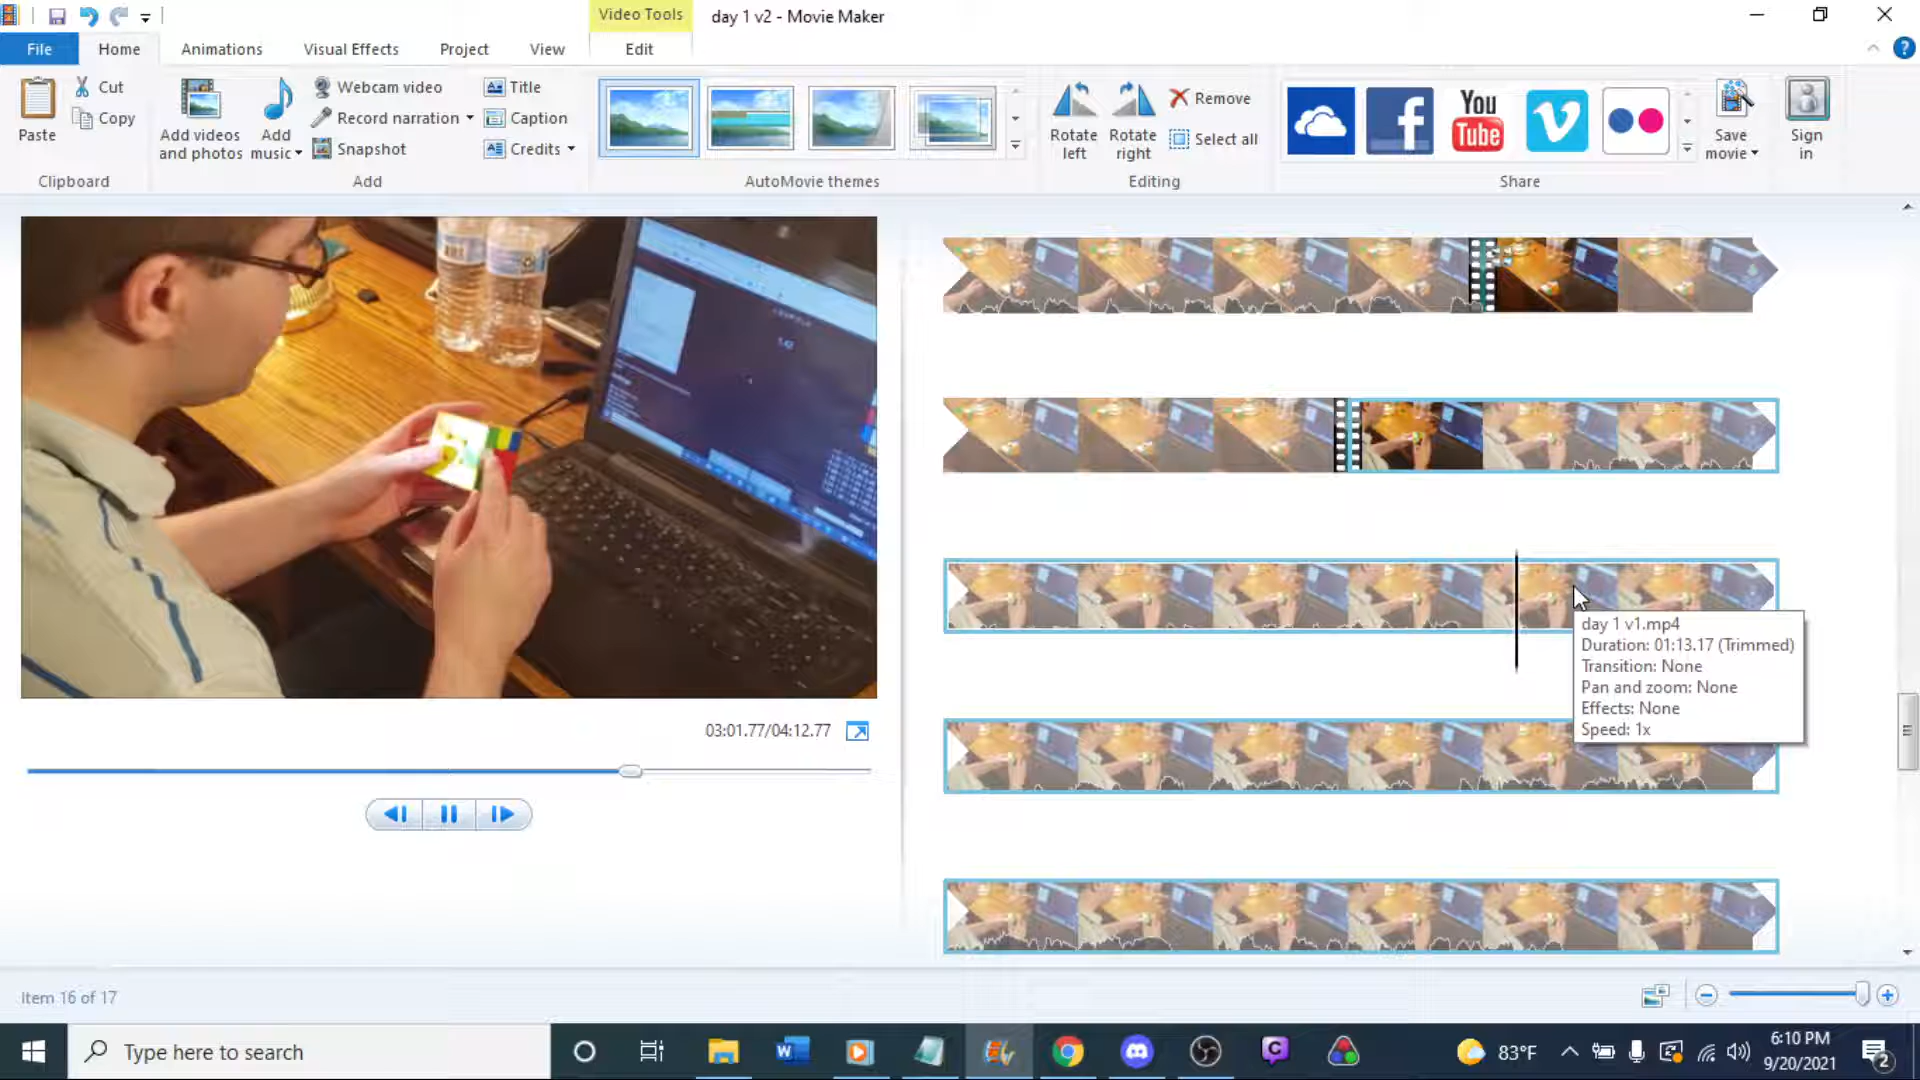 Video Tools
day 1 v2 - Movie Maker
File
Home
Animations
Visual Effects
Project
View
Edit
Paste
Cut
Copy
Clipboard
Add videos
and photos
Add
music
Webcam video
Record narration
Snapshot
Title
Caption
Credits
Add
AutoMovie themes
Rotate
left
Rotate
right
Remove
Select all
Editing
You
Tube
Share
Save
movie
Sign
in
03:01.77/04:12.77
day 1 v1.mp4
Duration: 01:13.17 (Trimmed)
Transition: None
Pan and zoom: None
Effects: None
Speed: 1x
Item 16 of 17
Type here to search
83°F
6:10 PM
9/20/2021
2